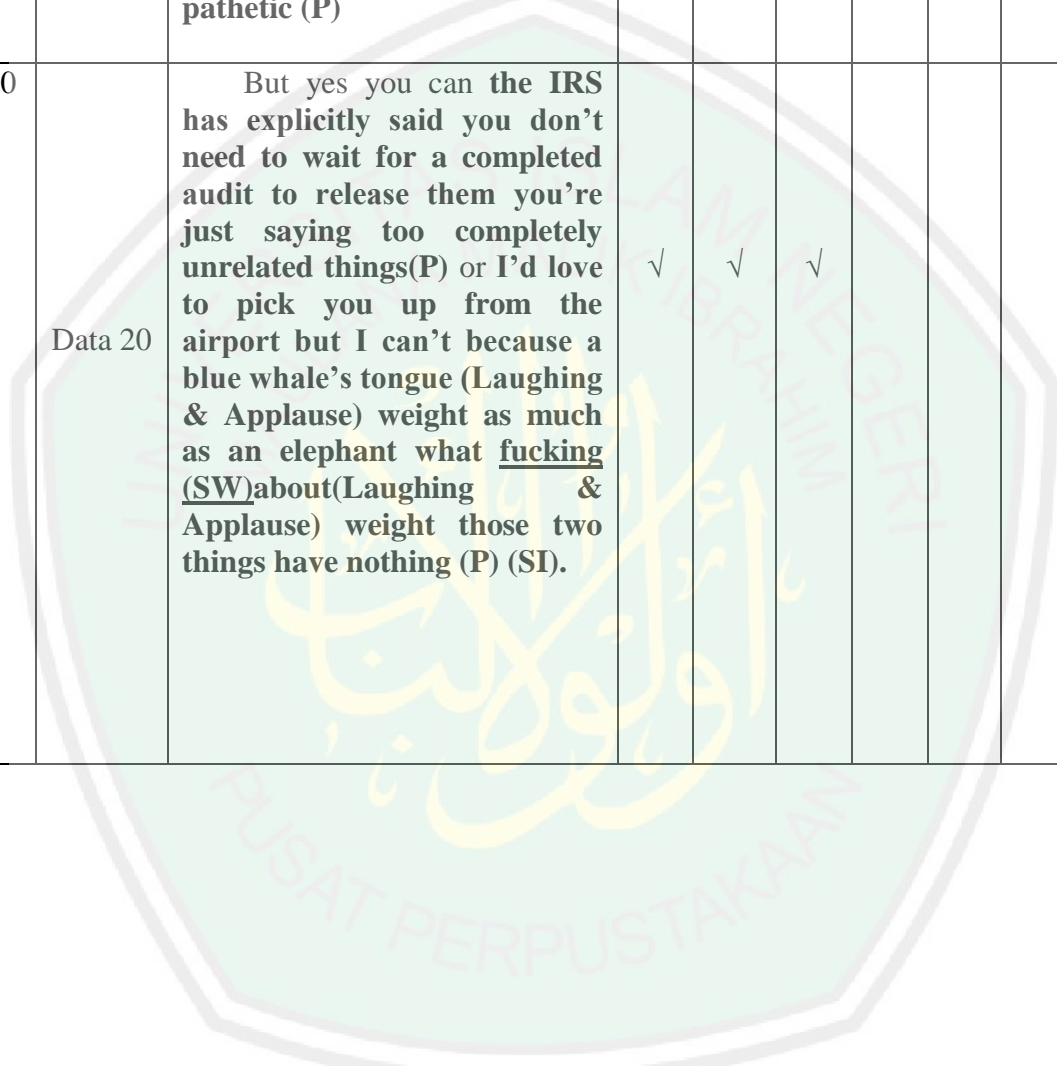 pathetic (P)
0
But yes you can the IRS
has explicitly said you don’t
need to wait for a completed
audit to release them you’re
just saying too completely
unrelated things(P) or I’d love
√ √ √
to pick you up from the
Data 20
airport but I can’t because a
blue whale’s tongue (Laughing
& Applause) weight as much
as an elephant what fucking
(SW)about(Laughing &
Applause) weight those two
things have nothing (P) (SI).
PUSAT PERPUSTAKAAN